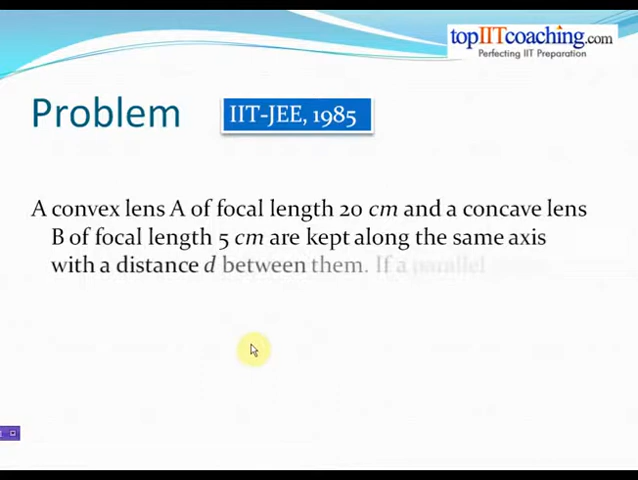 topIITcoaching.com
Perfecting IIT Preparation
Problem
IIT-JEE, 1985
A convex lens A of focal length 20 cm and a concave lens
B of focal length 5 cm are kept along the same axis
with a distance d between them. If a parallel